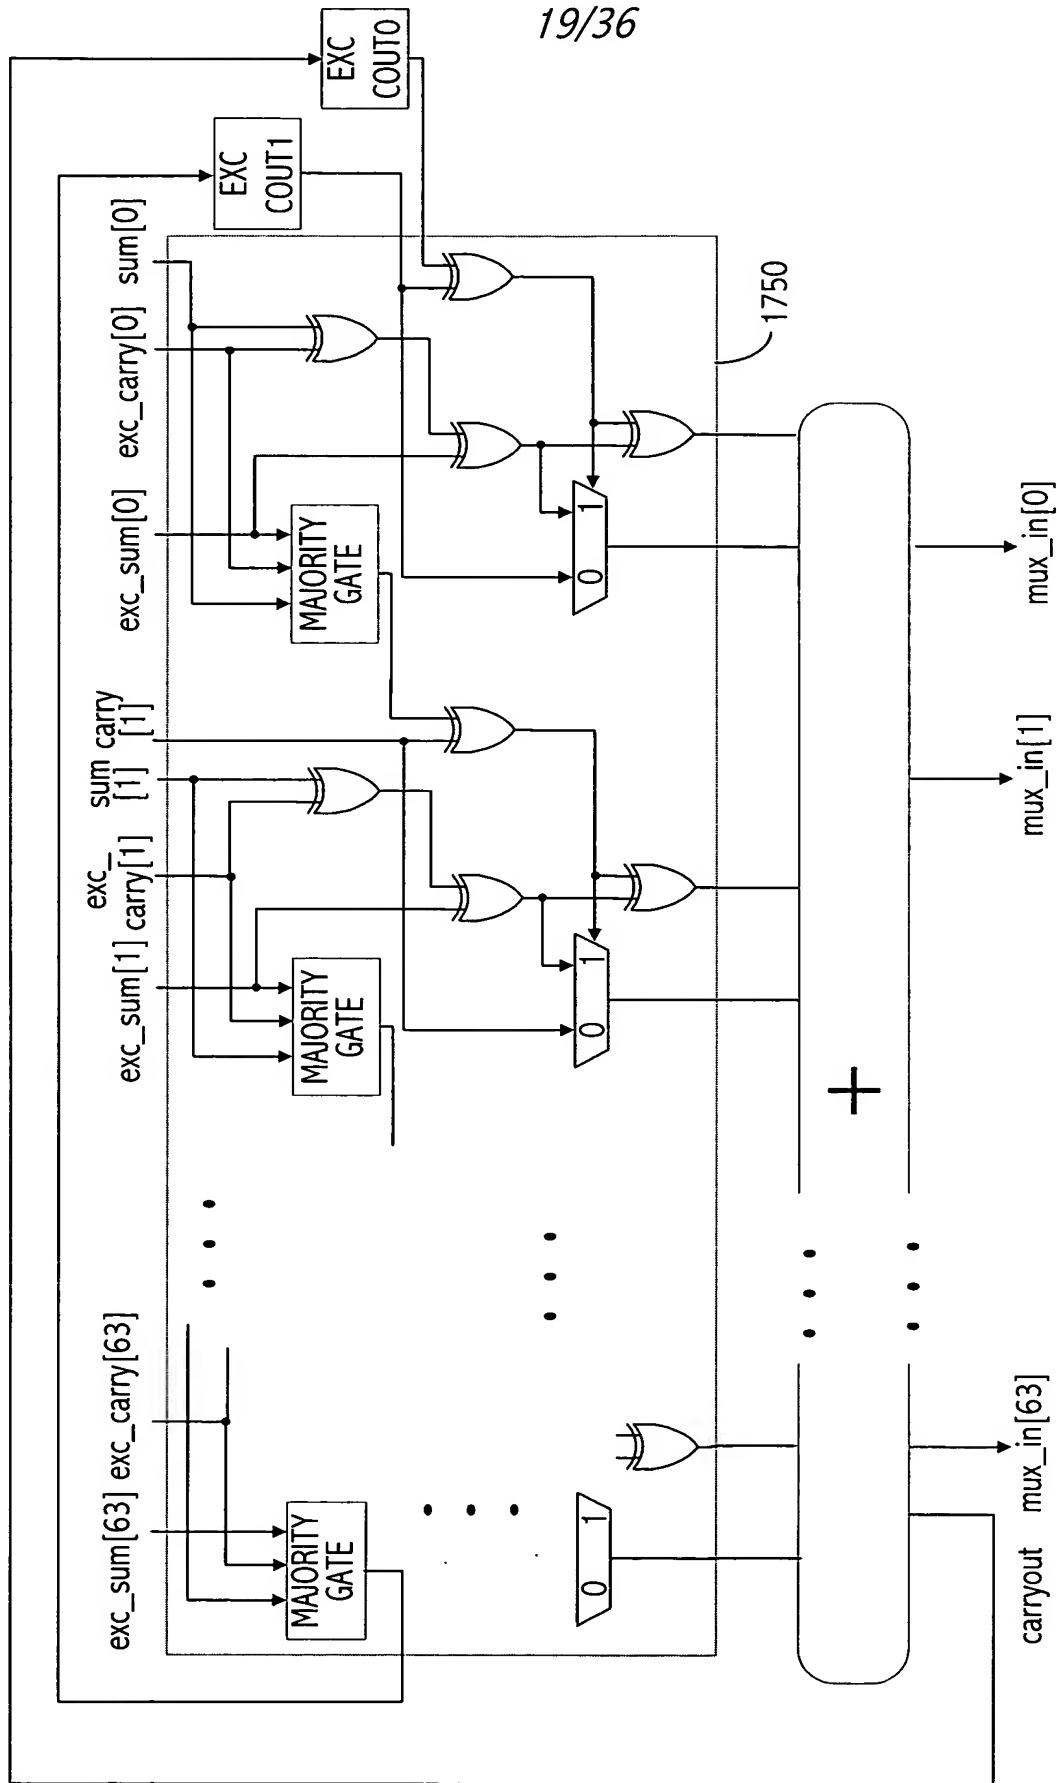 19/36
EXC
COUT0
EXC
COUT1
sum[0]
exc_carry[0]
exc_sum[0]
MAJORITY
GATE
0 1
1750
carry
[1]
sum
[1]
exc_
carry[1]
exc_sum[1]
MAJORITY
GATE
0 1
exc_carry[63]
exc_sum[63]
MAJORITY
GATE
0 1
+
mux_in[0]
mux_in[1]
mux_in[63]
carryout